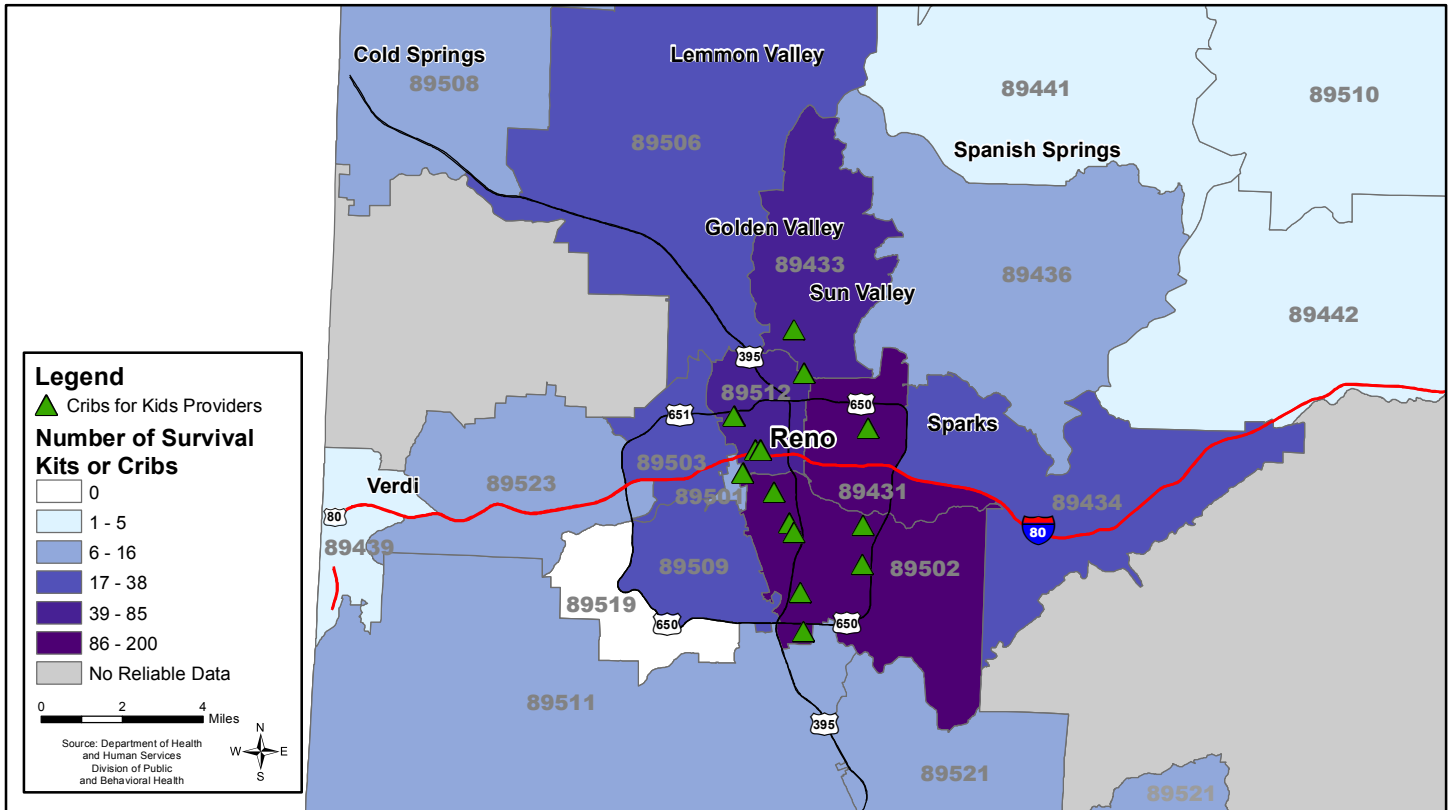 Cold Springs
89508
Lemmon Valley
89506
89441
89510
Spanish Springs
Golden Valley
89433
Sun Valley
89436
89442
395
89512
651
650
Sparks
Reno
89503
89501
89431
89434
Verdi
89523
80
80
89439
89509
89502
89519
650
650
89511
395
89521
89521
Legend
Cribs for Kids Providers
Number of Survival
Kits or Cribs
0
1 - 5
6 - 16
17 - 38
39 - 85
86 - 200
No Reliable Data
0 2 4
Miles
Source: Department of Health
and Human Services
Division of Public
and Behavioral Health
N
W E
S